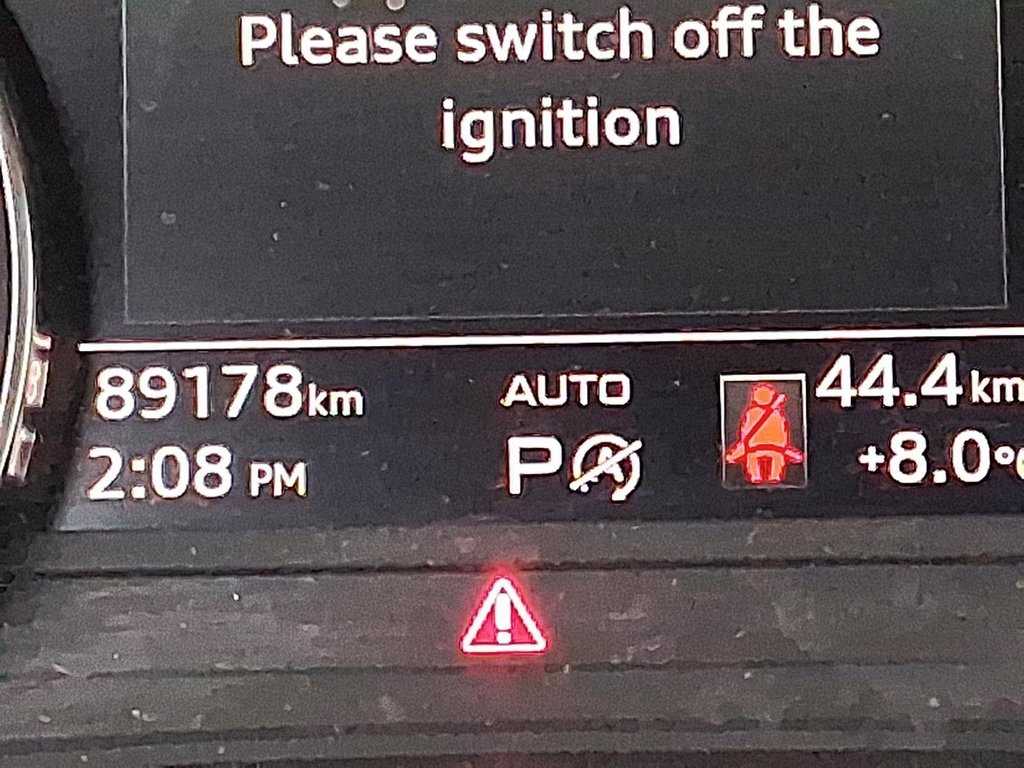 Please switch off the
ignition
89178km
AUTO
44.4km
2:08 PM
P
A
+8.0°